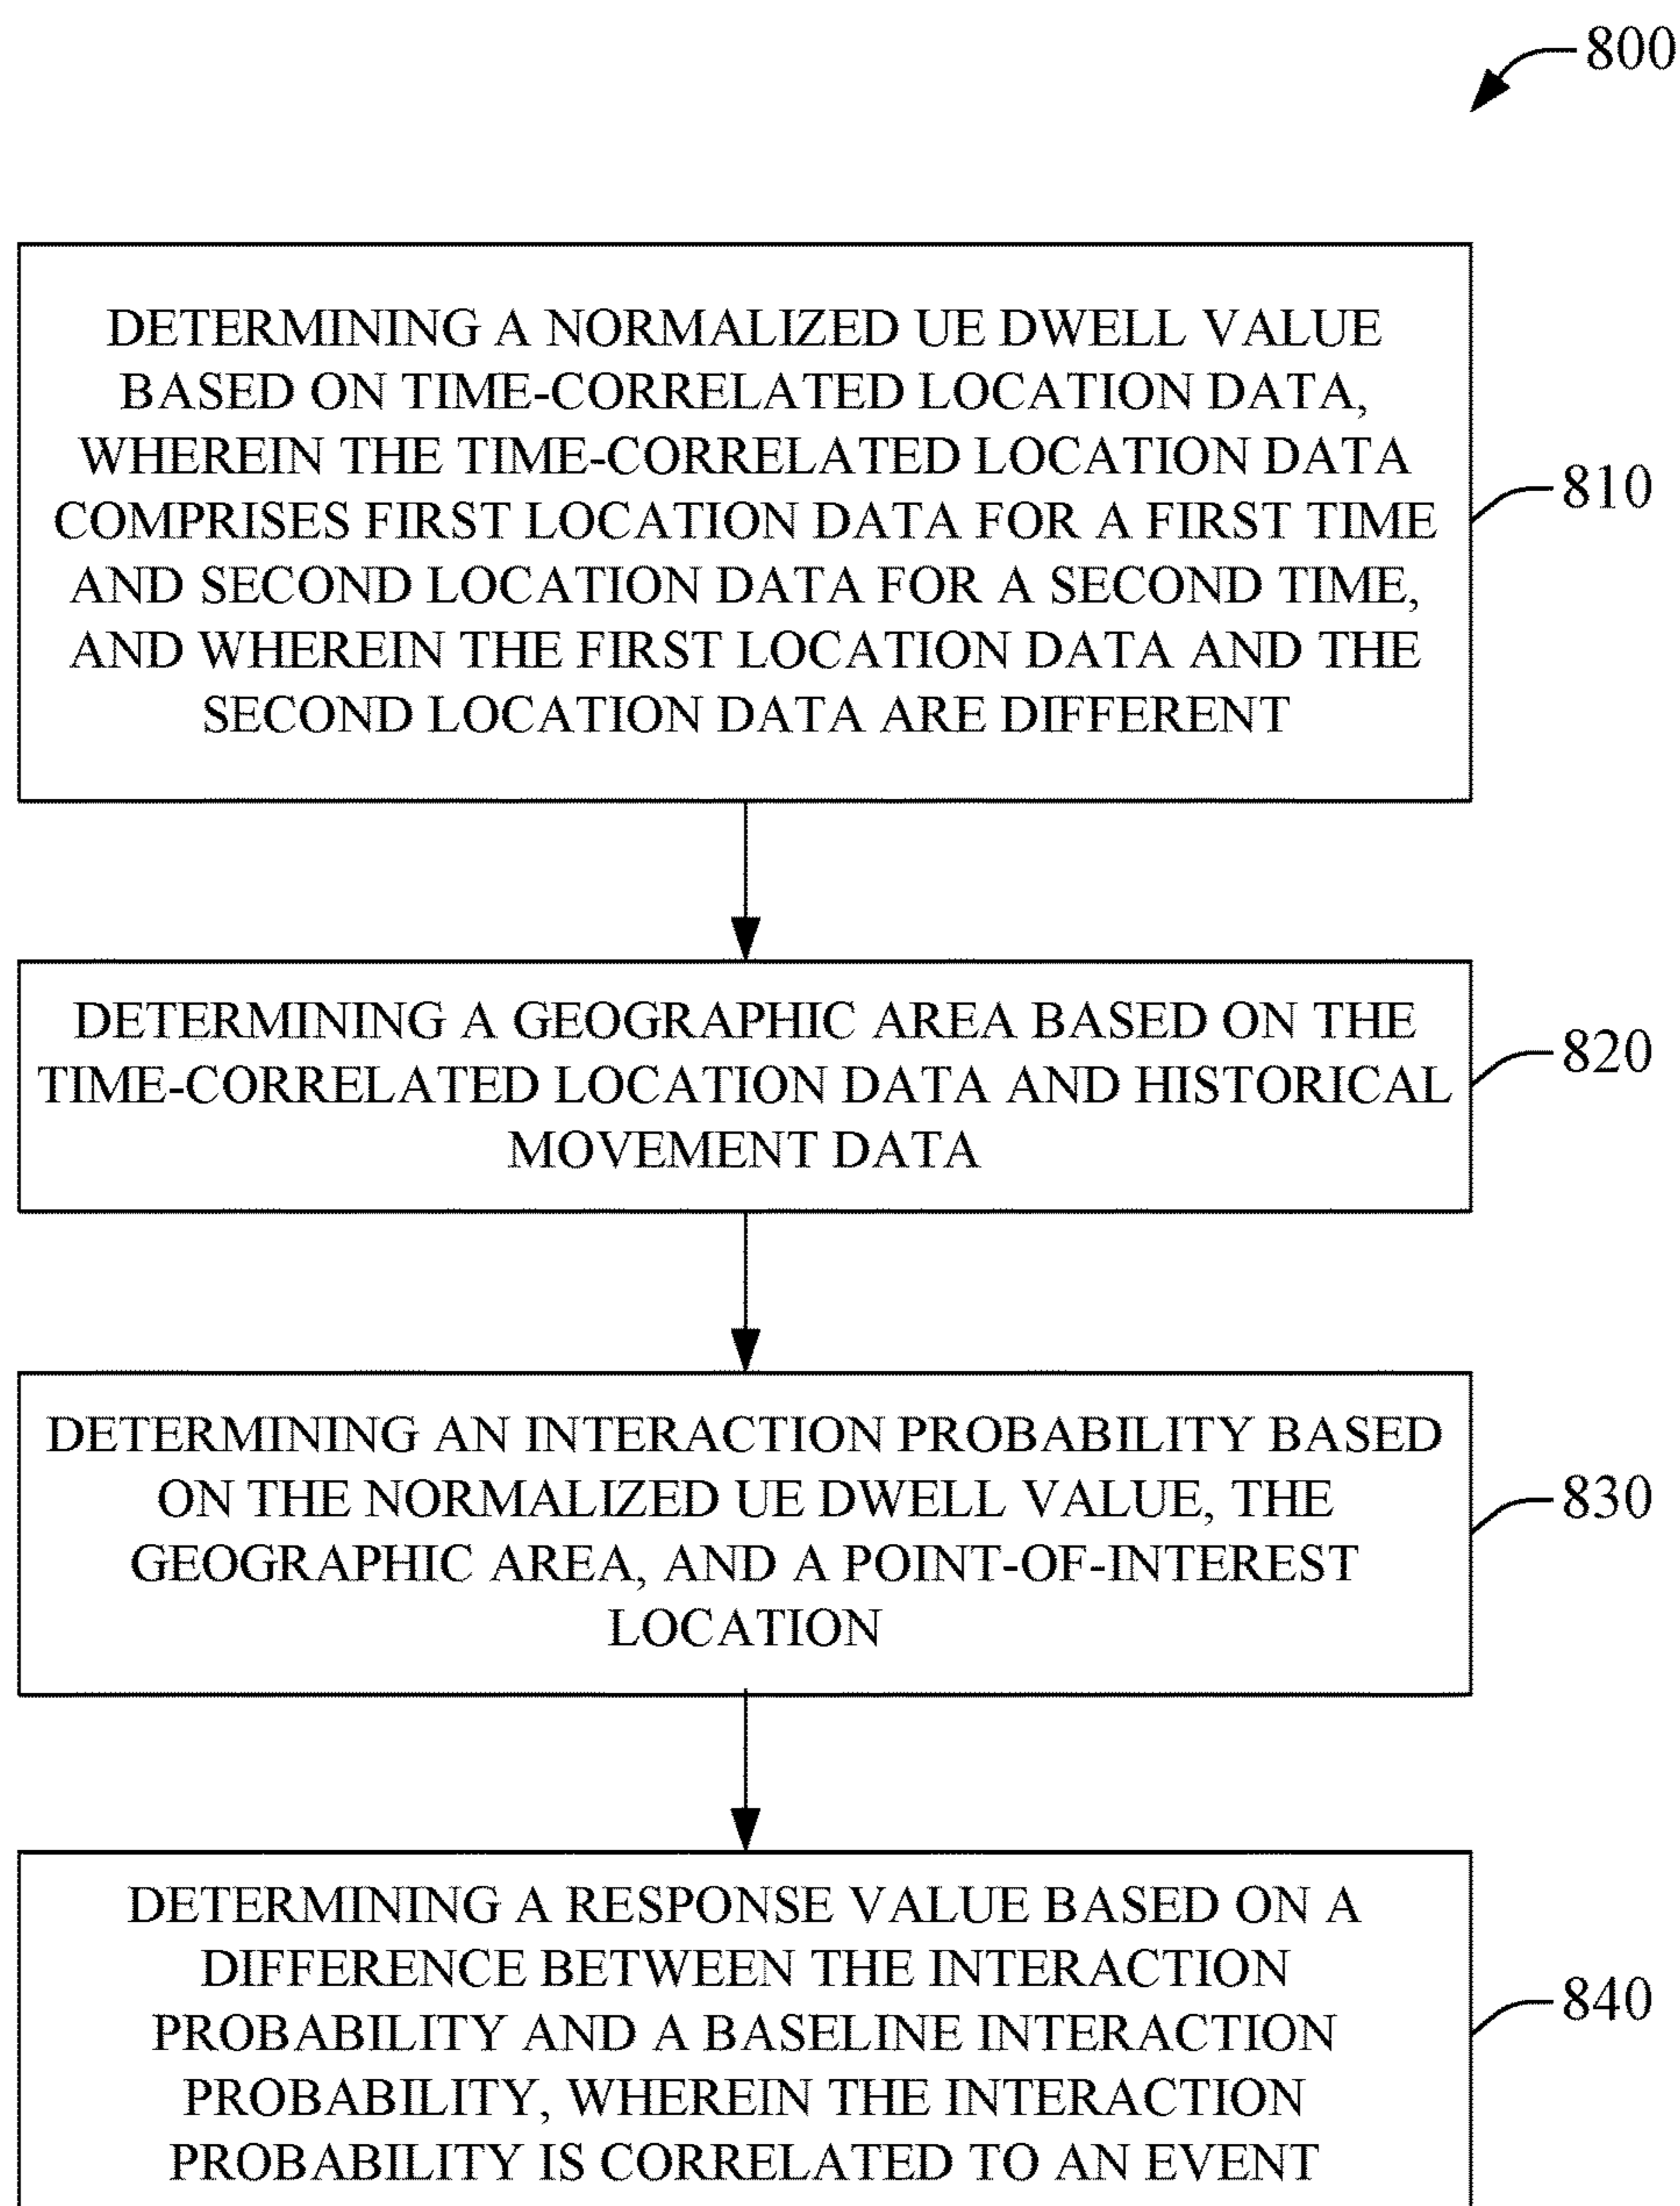 800
DETERMINING A NORMALIZED UE DWELL VALUE
BASED ON TIME-CORRELATED LOCATION DATA,
WHEREIN THE TIME-CORRELATED LOCATION DATA
COMPRISES FIRST LOCATION DATA FOR A FIRST TIME
AND SECOND LOCATION DATA FOR A SECOND TIME,
AND WHEREIN THE FIRST LOCATION DATA AND THE
SECOND LOCATION DATA ARE DIFFERENT
810
DETERMINING A GEOGRAPHIC AREA BASED ON THE
TIME-CORRELATED LOCATION DATA AND HISTORICAL
MOVEMENT DATA
820
DETERMINING AN INTERACTION PROBABILITY BASED
ON THE NORMALIZED UE DWELL VALUE, THE
GEOGRAPHIC AREA, AND A POINT-OF-INTEREST
LOCATION
830
DETERMINING A RESPONSE VALUE BASED ON A
DIFFERENCE BETWEEN THE INTERACTION
PROBABILITY AND A BASELINE INTERACTION
PROBABILITY, WHEREIN THE INTERACTION
PROBABILITY IS CORRELATED TO AN EVENT
840